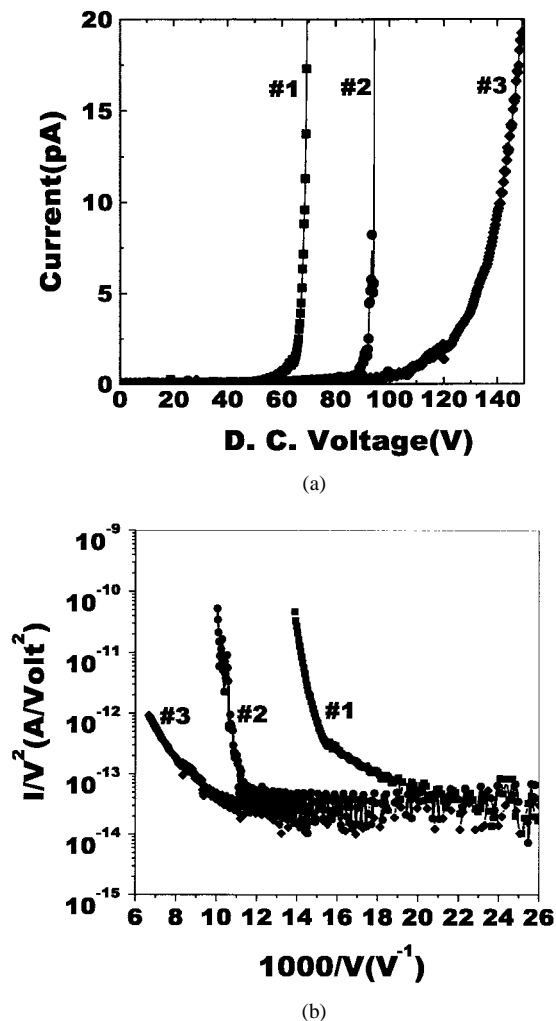 20
15
10
5
0
Current(pA)
#1
#2
#3
0 20 40 60 80 100 120 140
D. C. Voltage(V)
(a)
10^-9
10^-10
10^-11
10^-12
10^-13
10^-14
10^-15
I/V^2(A/Volt^2)
#3
#2
#1
6 8 10 12 14 16 18 20 22 24 26
1000/V(V^-1)
(b)